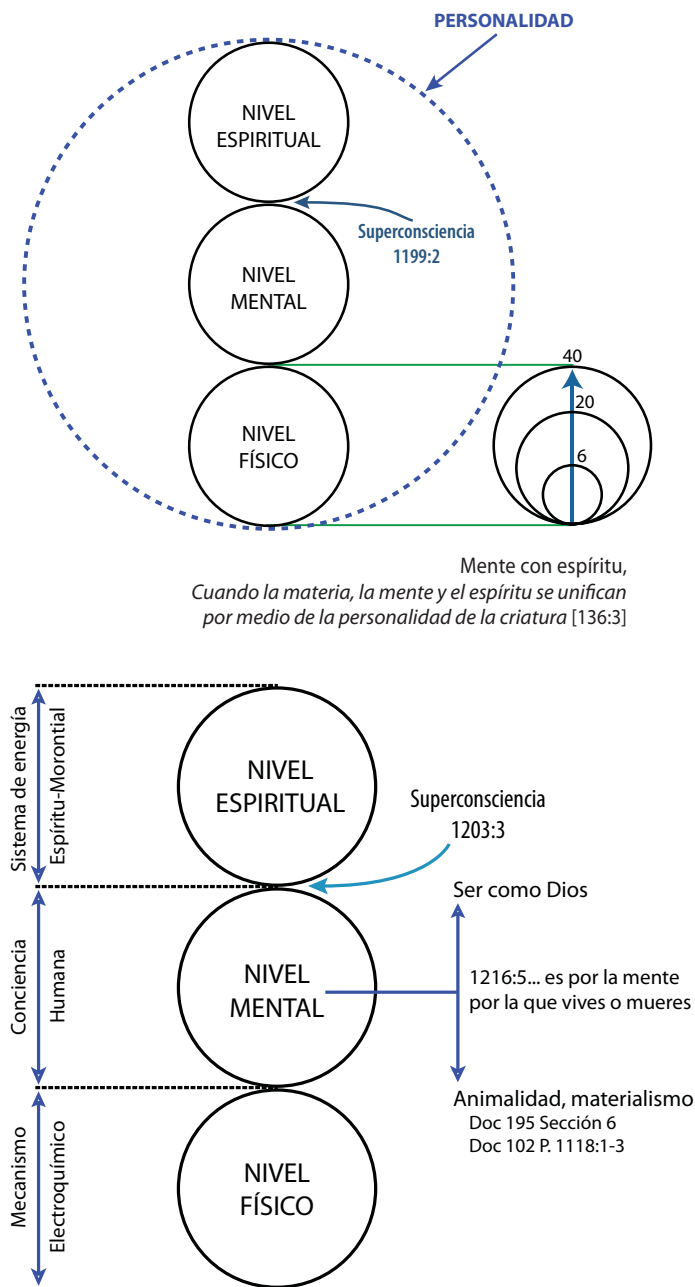 PERSONALIDAD
NIVEL
ESPIRITUAL
Superconsciencia
1199:2
NIVEL
MENTAL
40
20
6
NIVEL
FÍSICO
Mente con espíritu,
Cuando la materia, la mente y el espíritu se unifican
por medio de la personalidad de la criatura [136:3]
Sistema de energía
Espíritu-Morontial
NIVEL
ESPIRITUAL
Superconsciencia
1203:3
Ser como Dios
Conciencia
Humana
NIVEL
MENTAL
1216:5... es por la mente
por la que vives o mueres
Animalidad, materialismo
Doc 195 Sección 6
Doc 102 P. 1118:1-3
Mecanismo
Electroquímico
NIVEL
FÍSICO